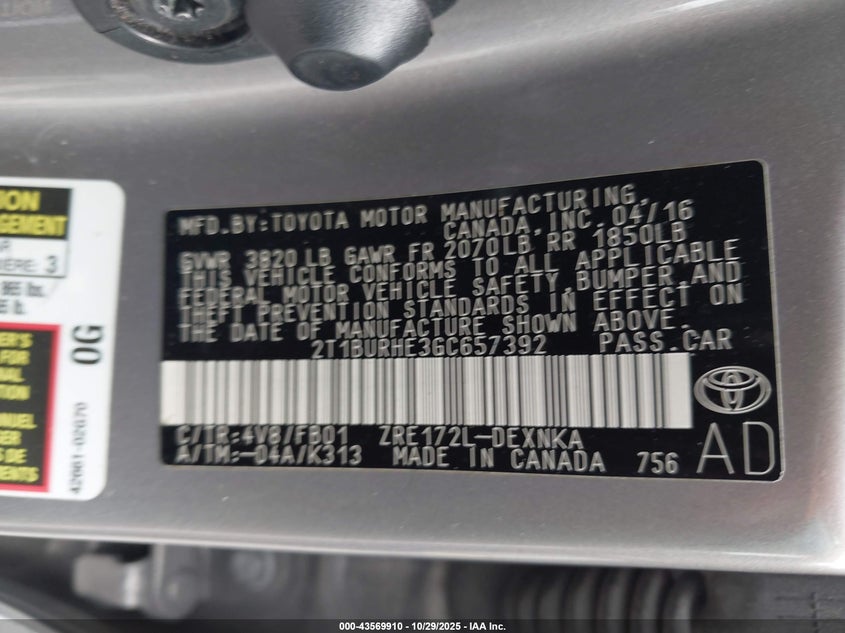 MFD.BY:TOYOTA MOTOR MANUFACTURING,
CANADA,INC. 04/16
GVWR 3820 LB GAWR FR 2070LB RR 1850LB
THIS VEHICLE CONFORMS TO ALL APPLICABLE
FEDERAL MOTOR VEHICLE SAFETY,BUMPER,AND
THEFT PREVENTION STANDARDS IN EFFECT ON
THE DATE OF MANUFACTURE SHOWN ABOVE.
2T1BURHE3GC657392 PASS.CAR
C/TR:4V8/FB01 ZRE172L-DEXNKA
A/TM:-04A/K313 MADE IN CANADA 756
AD
0G
42661-02G70
3
000-43569910 - 10/29/2025 - IAA Inc.